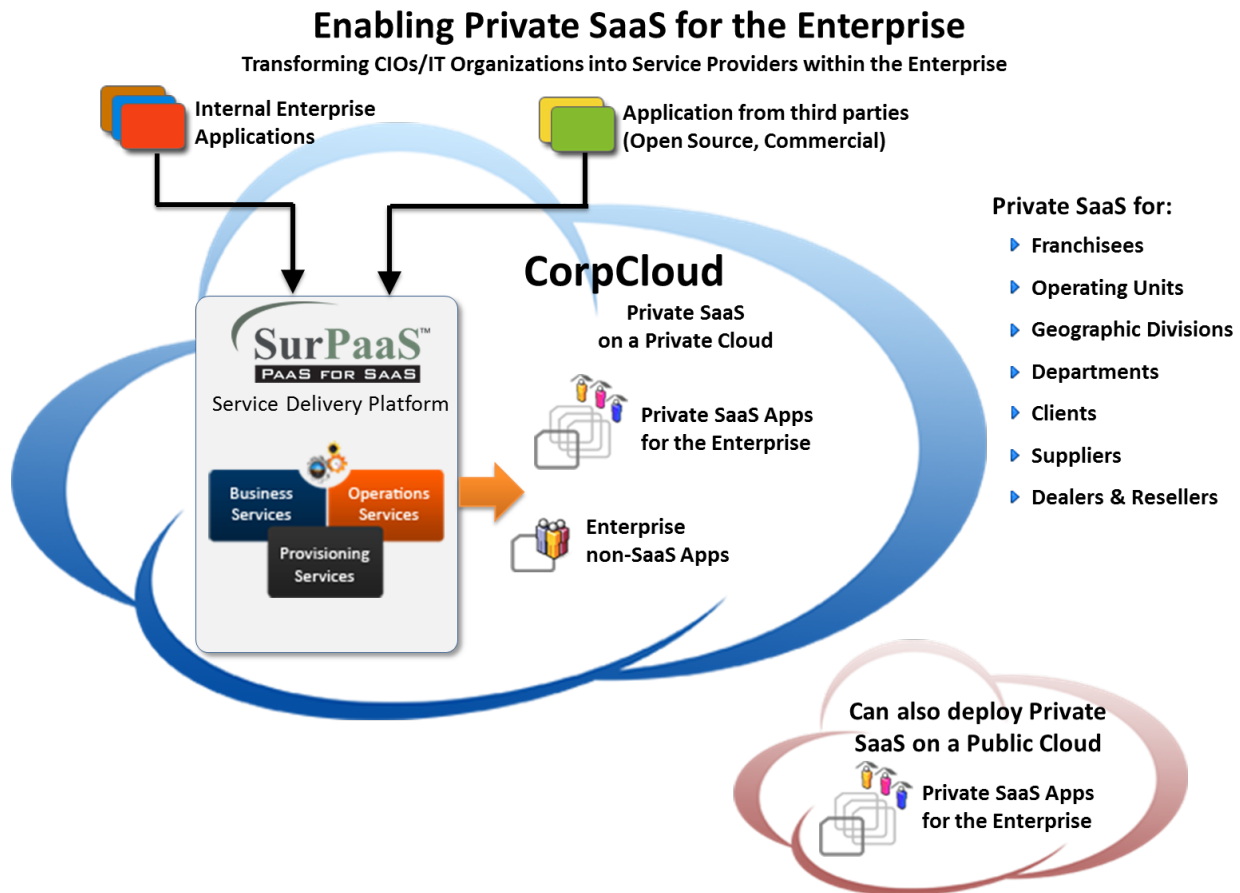 Enabling Private SaaS for the Enterprise
Transforming CIOs/IT Organizations into Service Providers within the Enterprise
Internal Enterprise
Applications
Application from third parties
(Open Source, Commercial)
CorpCloud
Private SaaS
on a Private Cloud
SurPaaS™
PAAS FOR SAAS
Service Delivery Platform
Business
Services
Operations
Services
Provisioning
Services
Private SaaS Apps
for the Enterprise
Enterprise
non-SaaS Apps
Private SaaS for:
Franchisees
Operating Units
Geographic Divisions
Departments
Clients
Suppliers
Dealers & Resellers
Can also deploy Private
SaaS on a Public Cloud
Private SaaS Apps
for the Enterprise